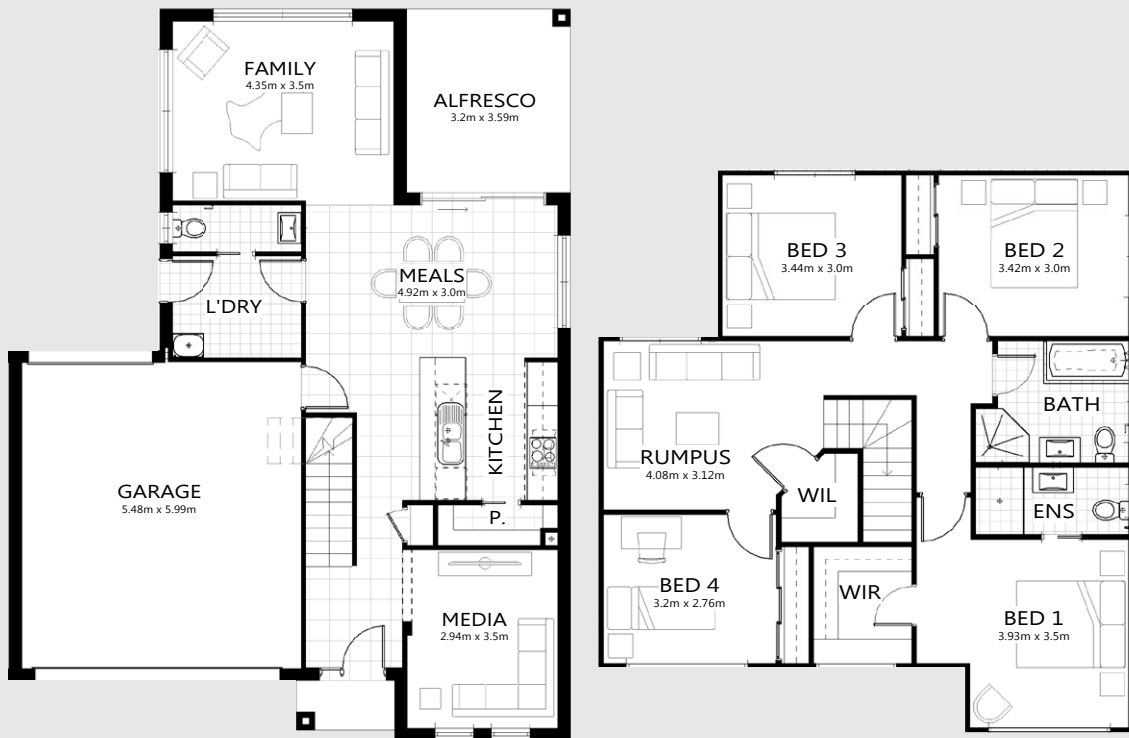 FAMILY
4.35m x 3.5m
ALFRESCO
3.2m x 3.59m
MEALS
4.92m x 3.0m
L'DRY
KITCHEN
GARAGE
5.48m x 5.99m
P.
MEDIA
2.94m x 3.5m
BED 3
3.44m x 3.0m
BED 2
3.42m x 3.0m
BATH
RUMPUS
4.08m x 3.12m
WIL
ENS
BED 4
3.2m x 2.76m
WIR
BED 1
3.93m x 3.5m